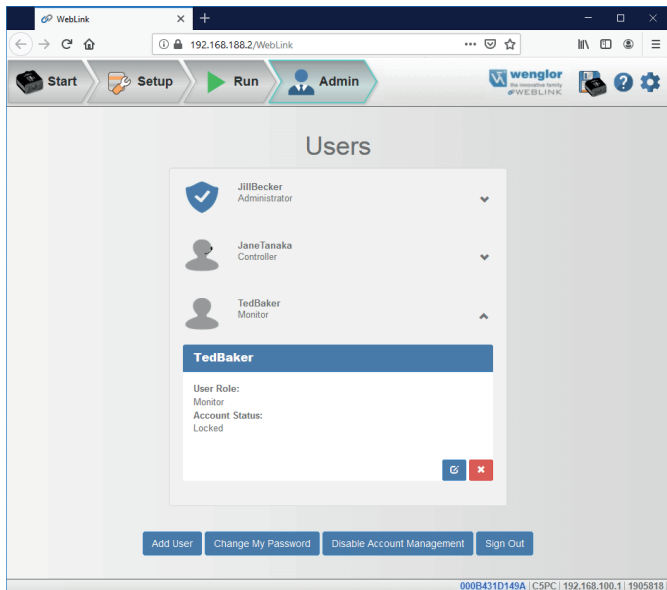 WebLink
192.168.188.2/WebLink
Start
Setup
Run
Admin
wenglor
the innovative family
WEBLINK
Users
JillBecker
Administrator
JaneTanaka
Controller
TedBaker
Monitor
TedBaker
User Role:
Monitor
Account Status:
Locked
Add User
Change My Password
Disable Account Management
Sign Out
000B431D149A | C5PC | 192.168.100.1 | 1905818